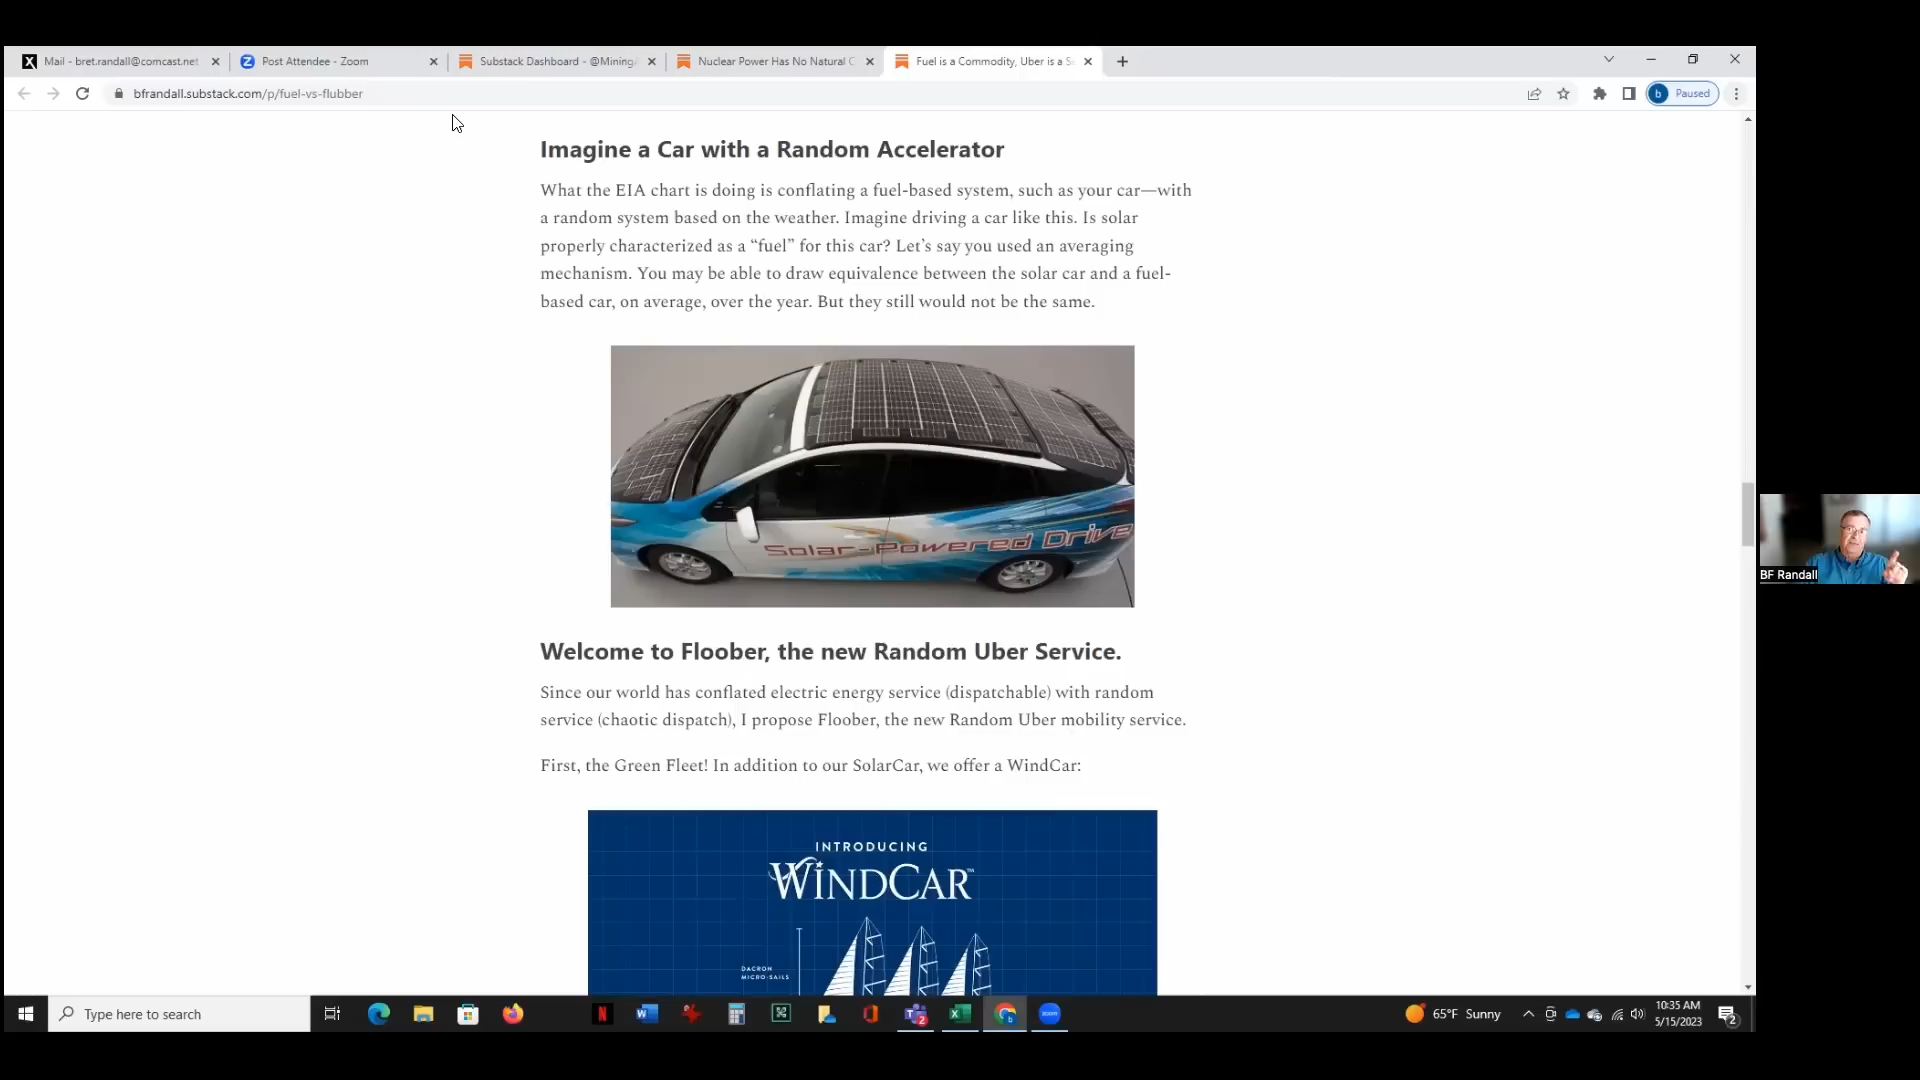 Mail - bret.randall@comcast.net
Post Attendee - Zoom
Substack Dashboard - @Mining
Nuclear Power Has No Natural C
Fuel is a Commodity, Uber is a S
bfrandall.substack.com/p/fuel-vs-flubber
b Paused
Imagine a Car with a Random Accelerator
What the EIA chart is doing is conflating a fuel-based system, such as your car—with
a random system based on the weather. Imagine driving a car like this. Is solar
properly characterized as a “fuel” for this car? Let’s say you used an averaging
mechanism. You may be able to draw equivalence between the solar car and a fuel-
based car, on average, over the year. But they still would not be the same.
Solar-Powered Drive
BF Randall
Welcome to Floober, the new Random Uber Service.
Since our world has conflated electric energy service (dispatchable) with random
service (chaotic dispatch), I propose Floober, the new Random Uber mobility service.
First, the Green Fleet! In addition to our SolarCar, we offer a WindCar:
INTRODUCING
WINDCAR™
DACRON
MICRO-SAILS
Type here to search
65°F Sunny
10:35 AM
5/15/2023